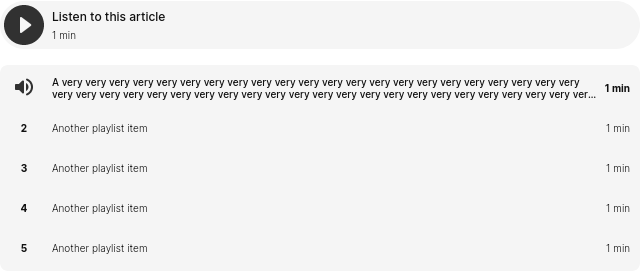 Listen to this article
1 min
A very very very very very very very very very very very very very very very very very very very very very very
very very very very very very very very very very very very very very very very very very very very very very ver... 1 min
2 Another playlist item 1 min
3 Another playlist item 1 min
4 Another playlist item 1 min
5 Another playlist item 1 min